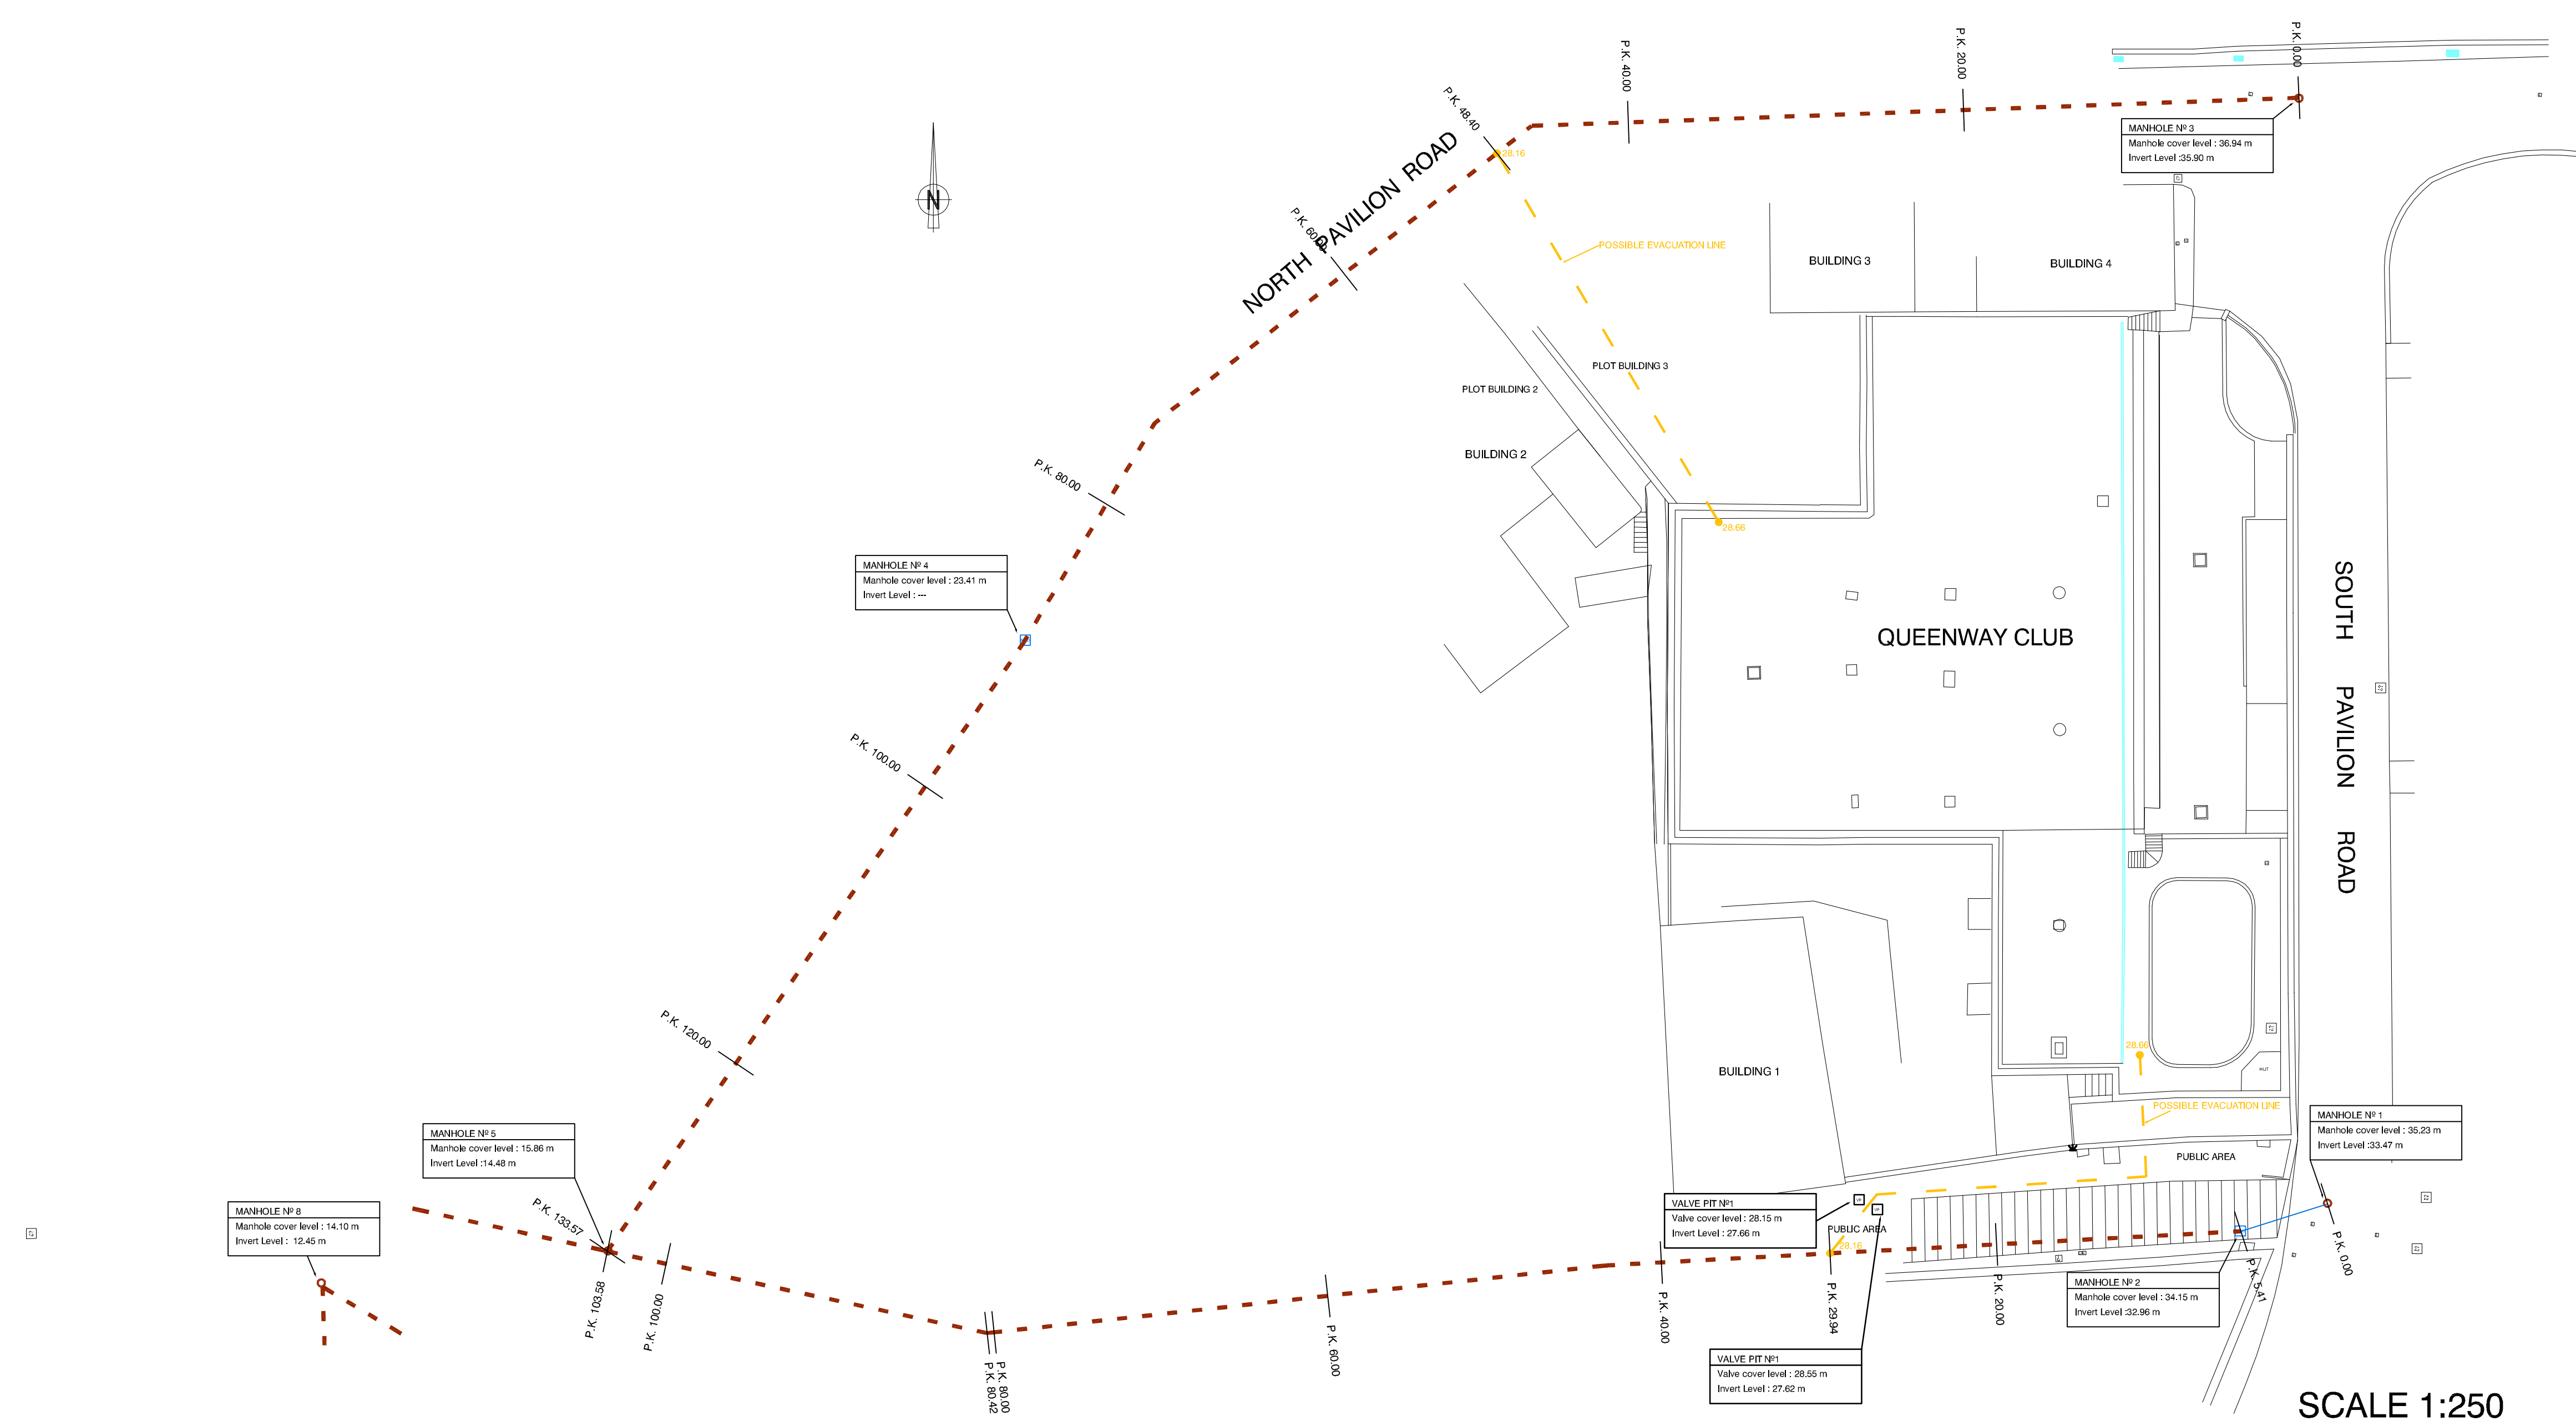 P.K. 0.00
P.K. 20.00
P.K. 40.00
P.K. 48.40
28.16
MANHOLE Nº 3
Manhole cover level : 36.94 m
Invert Level :35.90 m
N
NORTH PAVILION ROAD
P.K. 60.00
POSSIBLE EVACUATION LINE
BUILDING 3
BUILDING 4
PLOT BUILDING 3
PLOT BUILDING 2
BUILDING 2
P.K. 80.00
28.66
MANHOLE Nº 4
Manhole cover level : 23.41 m
Invert Level : ---
QUEENWAY CLUB
SOUTH PAVILION ROAD
P.K. 100.00
P.K. 120.00
BUILDING 1
28.66
HUT
POSSIBLE EVACUATION LINE
MANHOLE Nº 1
Manhole cover level : 35.23 m
Invert Level :33.47 m
MANHOLE Nº 5
Manhole cover level : 15.86 m
Invert Level :14.48 m
PUBLIC AREA
P.K. 133.57
MANHOLE Nº 8
Manhole cover level : 14.10 m
Invert Level : 12.45 m
VALVE PIT Nº1
Valve cover level : 28.15 m
Invert Level : 27.66 m
VP
VP
PUBLIC AREA
28.16
P.K. 0.00
P.K. 5.41
MANHOLE Nº 2
Manhole cover level : 34.15 m
Invert Level :32.96 m
P.K. 103.58
P.K. 100.00
P.K. 80.42
P.K. 80.00
P.K. 60.00
P.K. 40.00
P.K. 29.94
P.K. 20.00
VALVE PIT Nº1
Valve cover level : 28.55 m
Invert Level : 27.62 m
SCALE 1:250